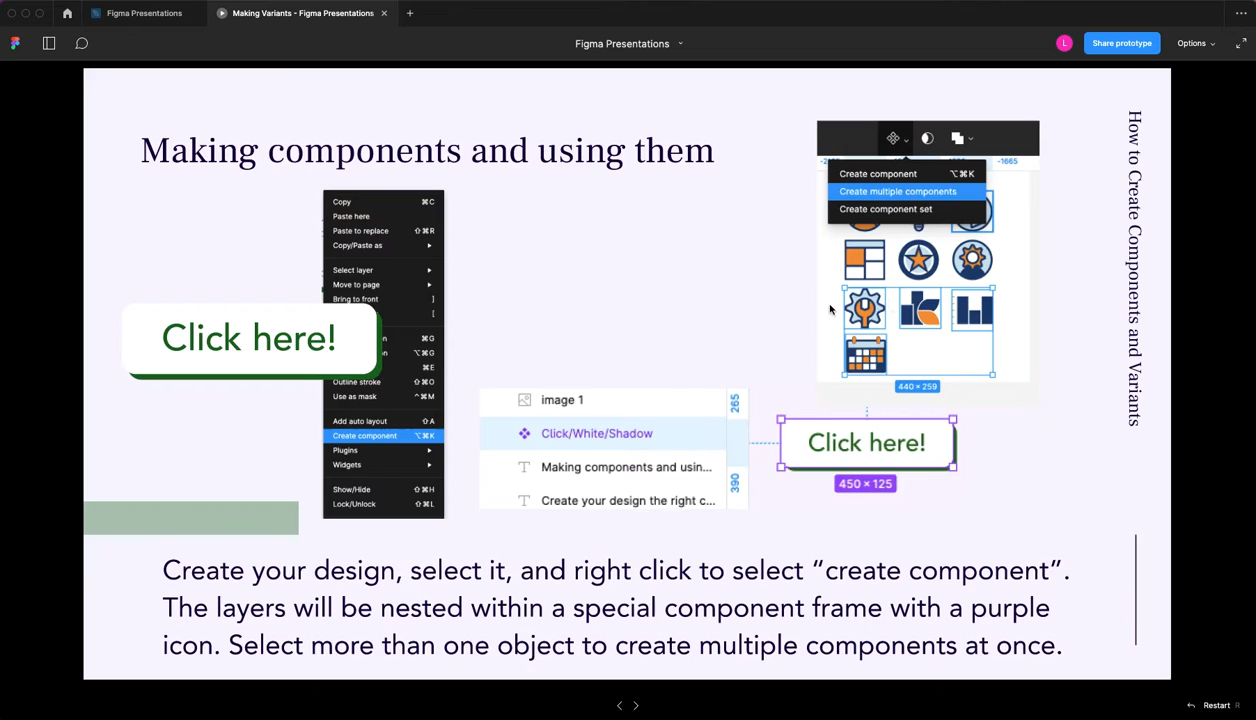 Figma Presentations
Making Variants - Figma Presentations
Figma Presentations
L
Share prototype
Options
Making components and using them
How to Create Components and Variants
Copy ⌘C
Paste here
Paste to replace ⇧⌘R
Copy/Paste as
Select layer
Move to page
Bring to front ]
[
⌘G
⌥⌘G
⌘E
Outline stroke ⇧⌘O
Use as mask ^⌘M
Add auto layout ⇧A
Create component ⌥⌘K
Plugins
Widgets
Show/Hide ⇧⌘H
Lock/Unlock ⇧⌘L
Click here!
-1665
Create component ⌥⌘K
Create multiple components
Create component set
440 × 259
image 1
265
Click/White/Shadow
Making components and usin...
390
Create your design the right c...
Click here!
450 × 125
Create your design, select it, and right click to select “create component”.
The layers will be nested within a special component frame with a purple
icon. Select more than one object to create multiple components at once.
Restart R